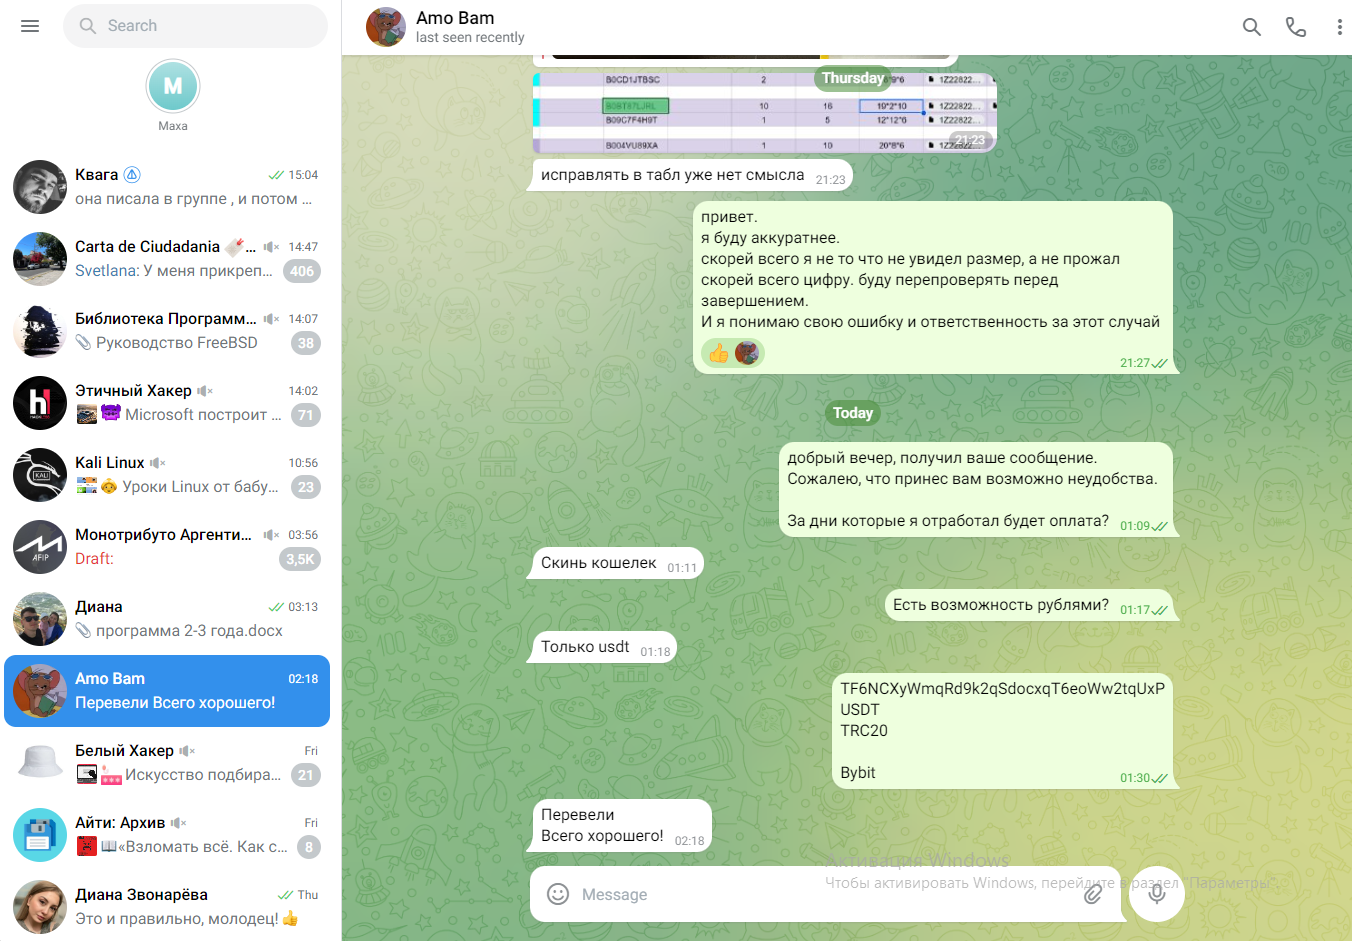 Search
M
Маха
Квага
15:04
она писала в группе , и потом ...
Carta de Ciudadania ...
14:47
Svetlana: У меня прикреп...
406
Библиотека Программ...
14:07
Руководство FreeBSD
38
Этичный Хакер
14:02
Microsoft построит ...
71
Kali Linux
10:56
Уроки Linux от бабу...
23
Монотрибуто Аргенти...
03:56
Draft:
3,5K
Диана
03:13
программа 2-3 года.docx
Amo Bam
02:18
Перевели Всего хорошего!
Белый Хакер
Fri
Искусство подбира...
21
Айти: Архив
Fri
«Взломать всё. Как с...
8
Диана Звонарёва
Thu
Это и правильно, молодец!
Amo Bam
last seen recently
Thursday
B0CD1JTBSC 2 1Z22822...
B0BT87LJRL 10 16 19*2*10 1Z22822...
B09C7F4H9T 1 5 12*12*6 1Z22822...
B004VU89XA 1 10 20*8*6
21:23
исправлять в табл уже нет смысла 21:23
привет.
я буду аккуратнее.
скорей всего я не то что не увидел размер, а не прожал
скорей всего цифру. буду перепроверять перед
завершением.
И я понимаю свою ошибку и ответственность за этот случай
21:27
Today
добрый вечер, получил ваше сообщение.
Сожалею, что принес вам возможно неудобства.
За дни которые я отработал будет оплата? 01:09
Скинь кошелек 01:11
Есть возможность рублями? 01:17
Только usdt 01:18
TF6NCXyWmqRd9k2qSdocxqT6eoWw2tqUxP
USDT
TRC20
Bybit
01:30
Перевели
Всего хорошего! 02:18
Активация Windows
Чтобы активировать Windows, перейдите в раздел "Параметры".
Message